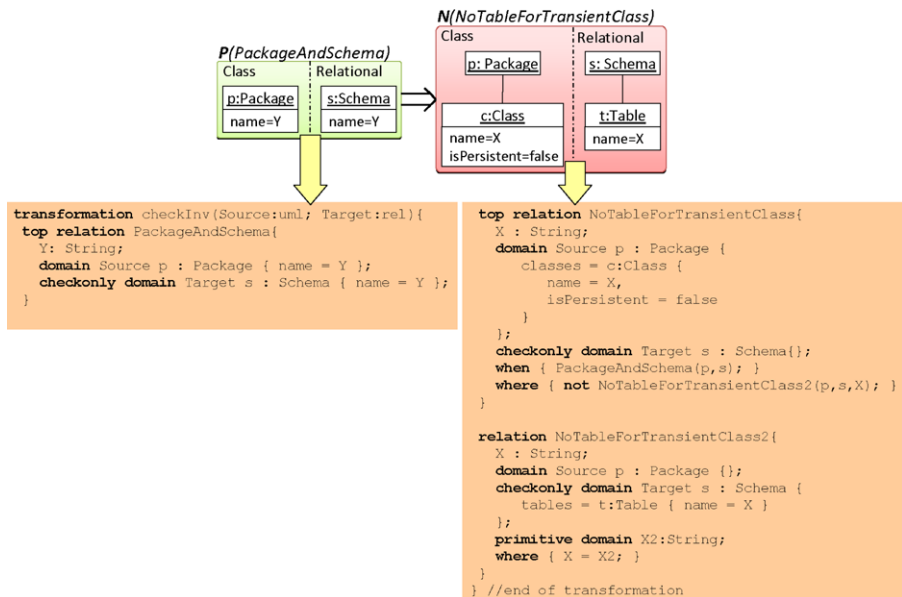 P(PackageAndSchema)
Class
Relational
p:Package
name=Y
s:Schema
name=Y
N(NoTableForTransientClass)
Class
Relational
p: Package
s: Schema
c:Class
name=X
isPersistent=false
t:Table
name=X
transformation checkInv(Source:uml; Target:rel){
top relation PackageAndSchema{
Y: String;
domain Source p : Package { name = Y };
checkonly domain Target s : Schema { name = Y };
}
top relation NoTableForTransientClass{
X : String;
domain Source p : Package {
classes = c:Class {
name = X,
isPersistent = false
}
};
checkonly domain Target s : Schema{};
when { PackageAndSchema(p,s); }
where { not NoTableForTransientClass2(p,s,X); }
}
relation NoTableForTransientClass2{
X : String;
domain Source p : Package {};
checkonly domain Target s : Schema {
tables = t:Table { name = X }
};
primitive domain X2:String;
where { X = X2; }
}
} //end of transformation